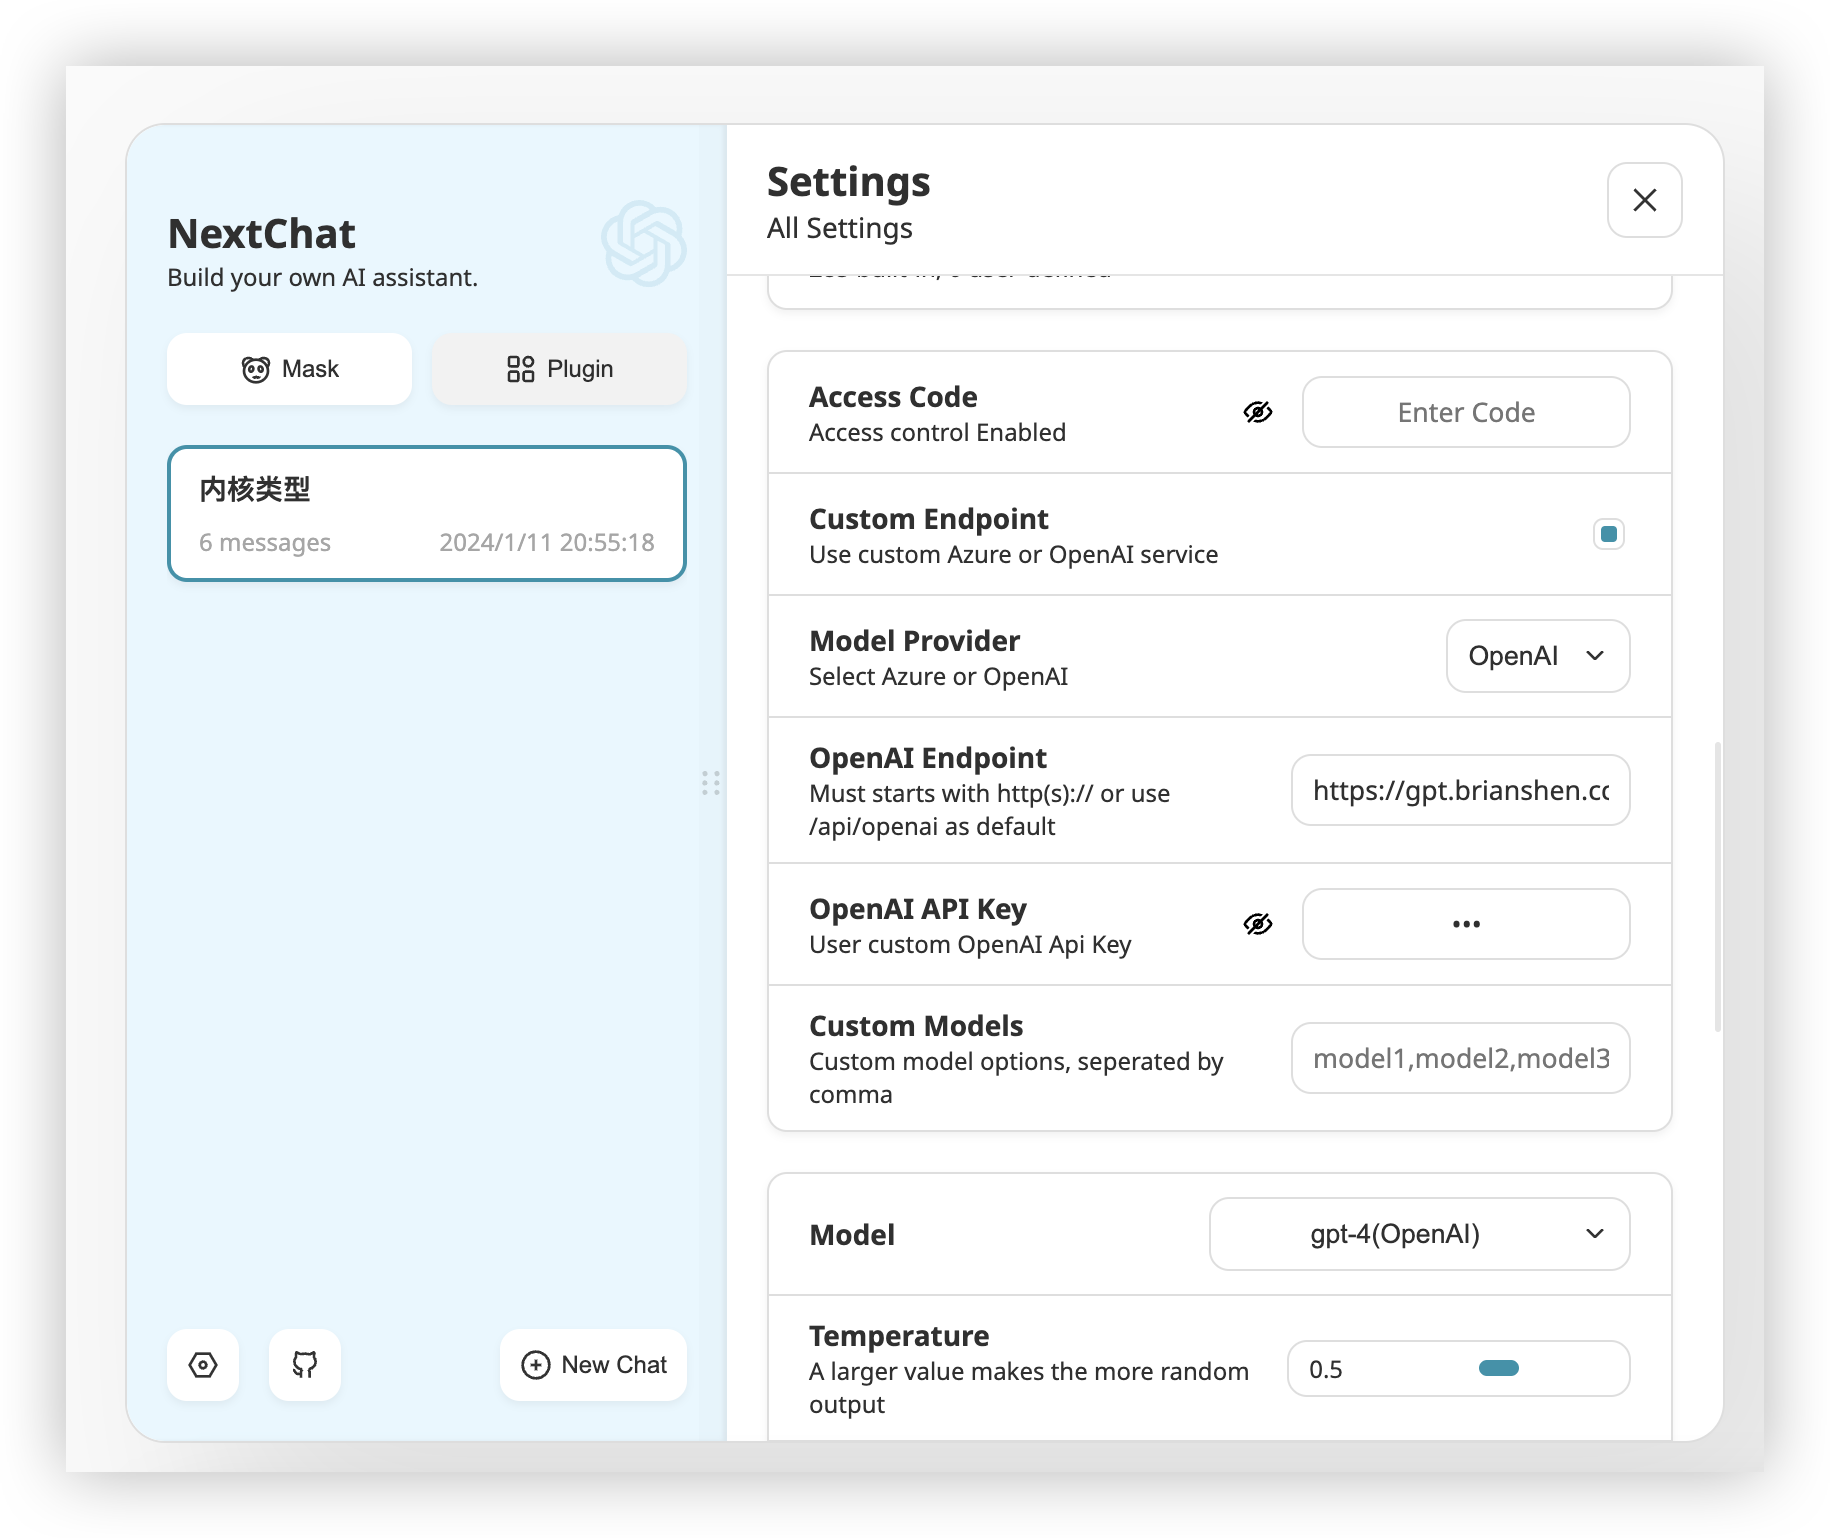 NextChat
Build your own AI assistant.
Mask
Plugin
内核类型
6 messages
2024/1/11 20:55:18
New Chat
Settings
All Settings
Access Code
Access control Enabled
Enter Code
Custom Endpoint
Use custom Azure or OpenAI service
Model Provider
Select Azure or OpenAI
OpenAI
OpenAI Endpoint
Must starts with http(s):// or use
/api/openai as default
https://gpt.brianshen.cc
OpenAI API Key
User custom OpenAI Api Key
•••
Custom Models
Custom model options, seperated by
comma
model1,model2,model3
Model
gpt-4(OpenAI)
Temperature
A larger value makes the more random
output
0.5